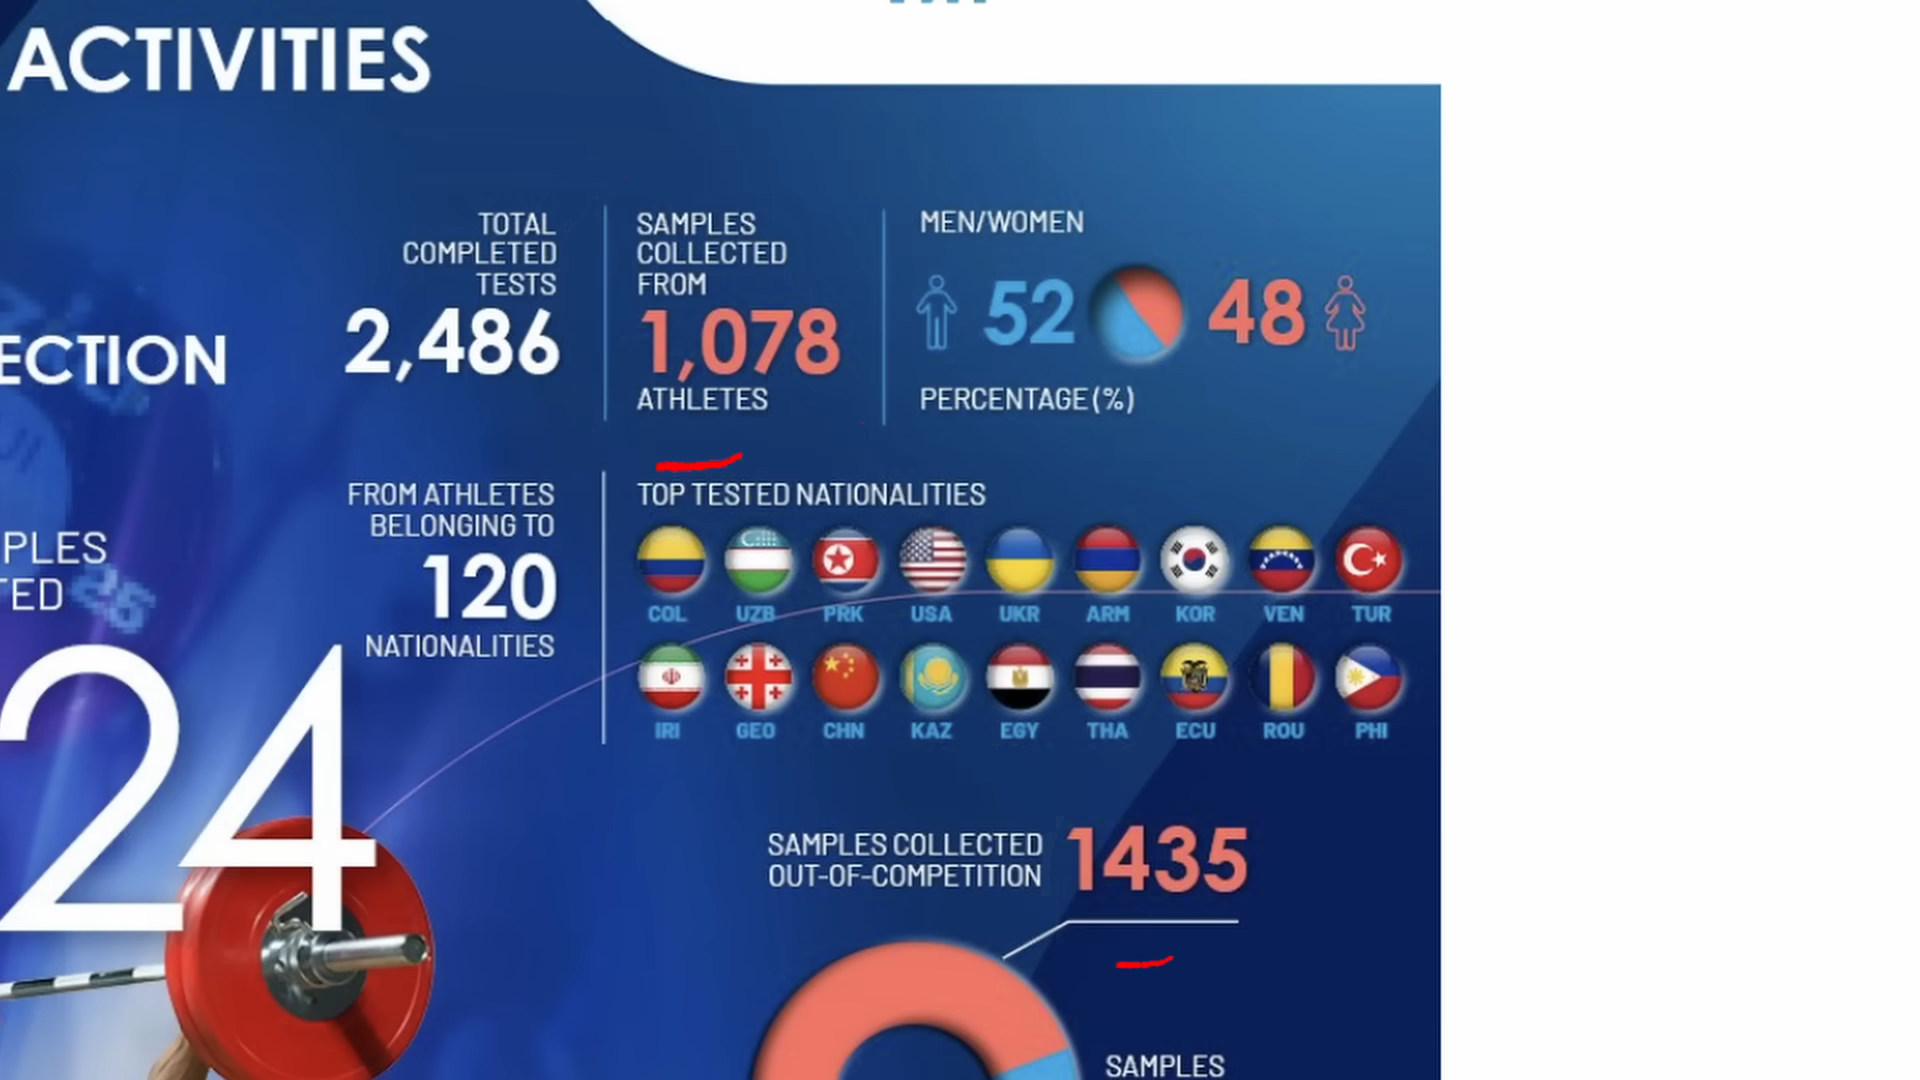 ACTIVITIES
TOTAL
COMPLETED
TESTS
2,486
SAMPLES
COLLECTED
FROM
1,078
ATHLETES
MEN/WOMEN
52
48
PERCENTAGE (%)
ECTION
FROM ATHLETES
BELONGING TO
120
NATIONALITIES
TOP TESTED NATIONALITIES
COL UZB PRK USA UKR ARM KOR VEN TUR
IRI GEO CHN KAZ EGY THA ECU ROU PHI
PLES
TED
24
SAMPLES COLLECTED
OUT-OF-COMPETITION
1435
SAMPLES